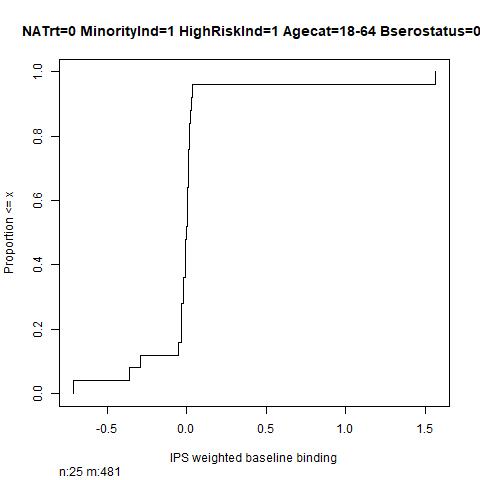 NATrt=0 MinorityInd=1 HighRiskInd=1 Agecat=18-64 Bserostatus=0
Proportion <= x
1.0
0.8
0.6
0.4
0.2
0.0
-0.5 0.0 0.5 1.0 1.5
IPS weighted baseline binding
n:25 m:481